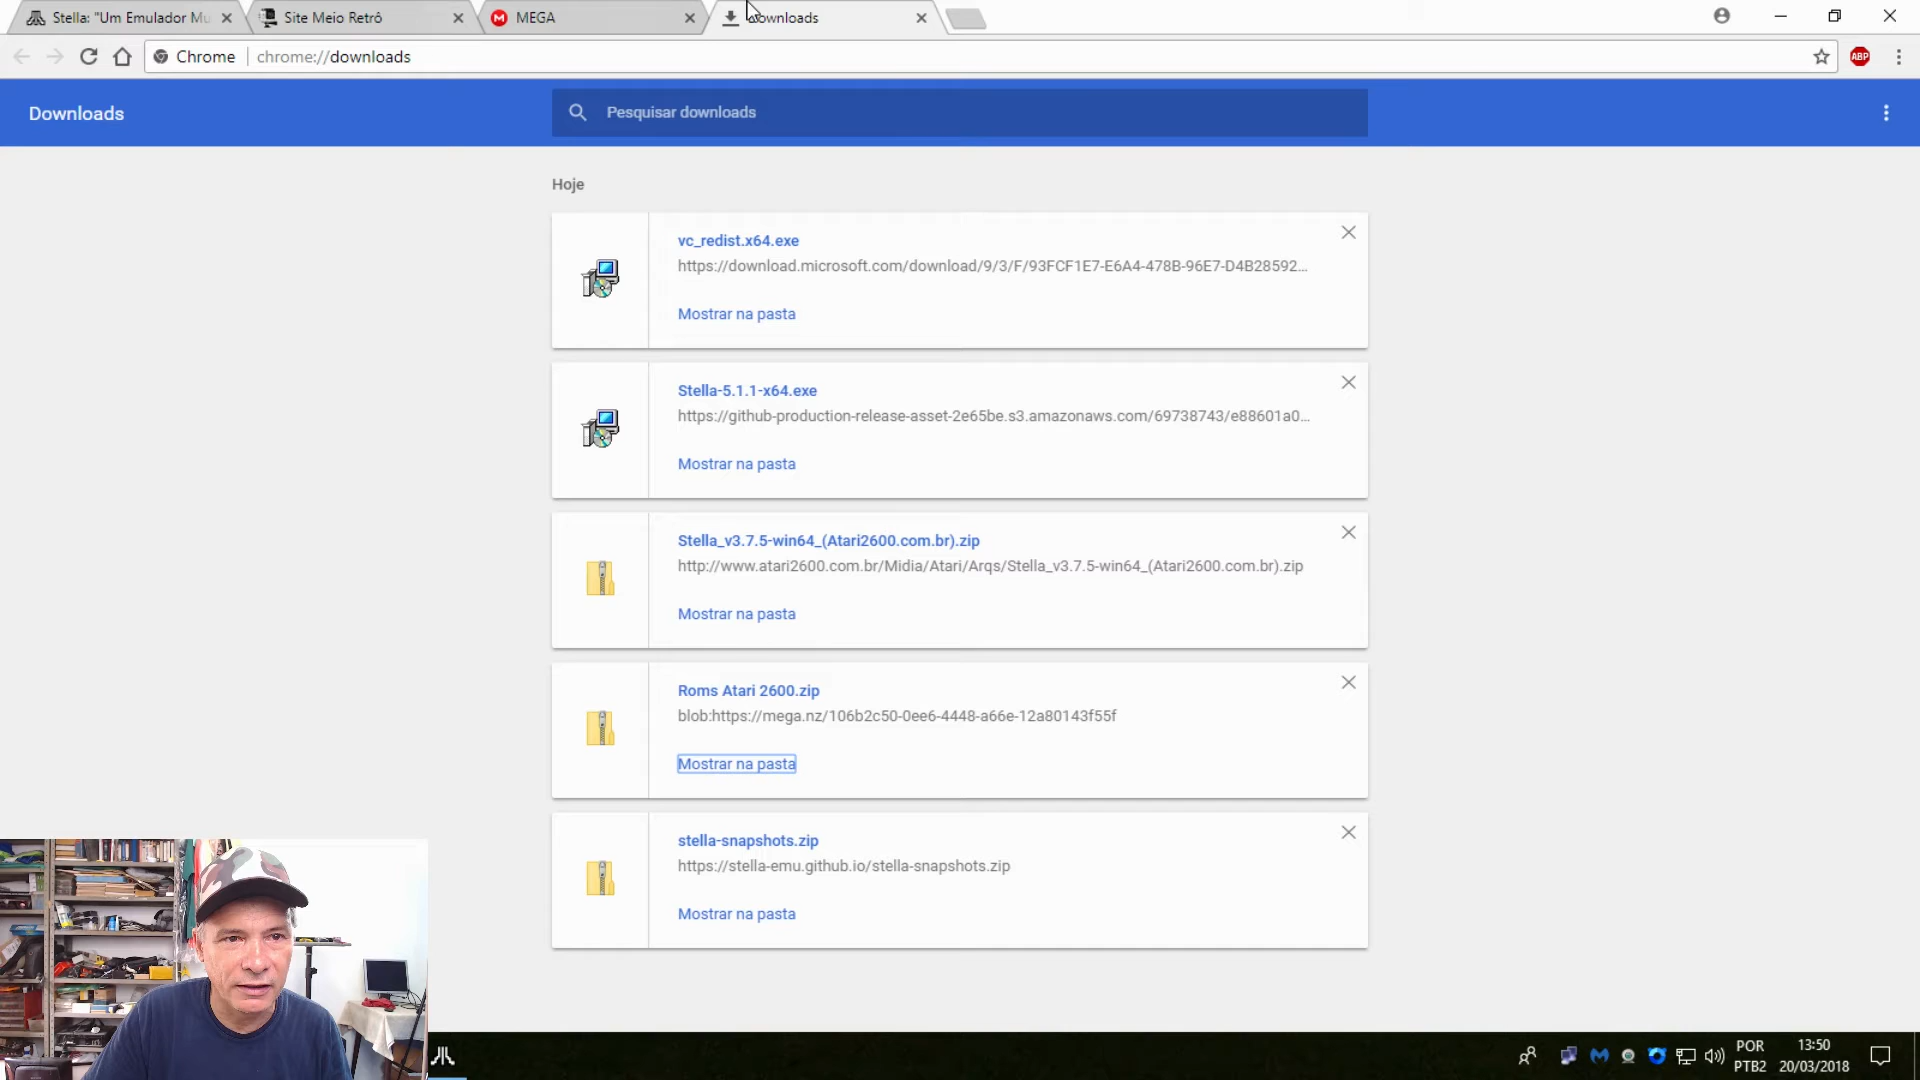 Stella: "Um Emulador Mu
Site Meio Retrô
MEGA
ownloads
Chrome
chrome://downloads
ABP
Downloads
Pesquisar downloads
Hoje
vc_redist.x64.exe
https://download.microsoft.com/download/9/3/F/93FCF1E7-E6A4-478B-96E7-D4B28592...
Mostrar na pasta
Stella-5.1.1-x64.exe
https://github-production-release-asset-2e65be.s3.amazonaws.com/69738743/e88601a0...
Mostrar na pasta
Stella_v3.7.5-win64_(Atari2600.com.br).zip
http://www.atari2600.com.br/Midia/Atari/Arqs/Stella_v3.7.5-win64_(Atari2600.com.br).zip
Mostrar na pasta
Roms Atari 2600.zip
blob:https://mega.nz/106b2c50-0ee6-4448-a66e-12a80143f55f
Mostrar na pasta
stella-snapshots.zip
https://stella-emu.github.io/stella-snapshots.zip
Mostrar na pasta
POR
PTB2
13:50
20/03/2018